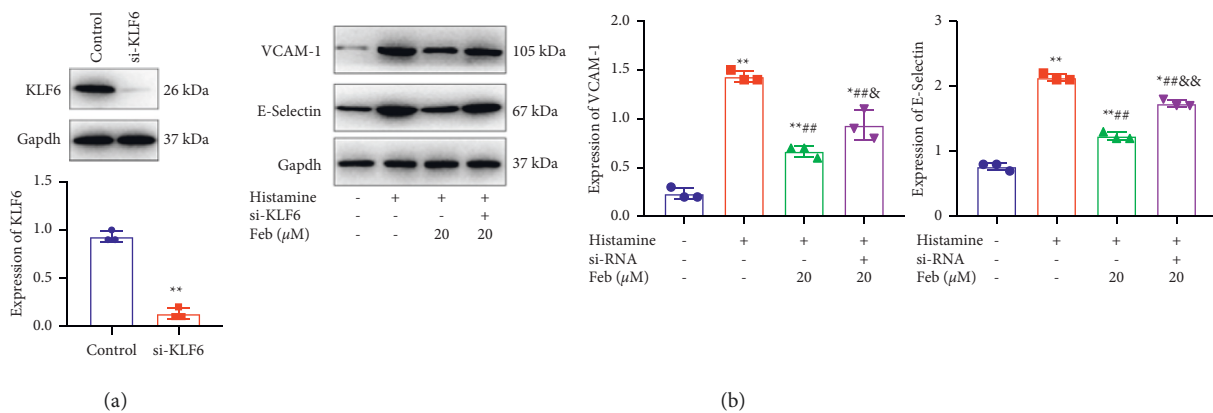 Control
si-KLF6
KLF6
26 kDa
Gapdh
37 kDa
Expression of KLF6
1.5
1.0
0.5
0.0
**
Control si-KLF6
(a)
VCAM-1
105 kDa
E-Selectin
67 kDa
Gapdh
37 kDa
Histamine - + + +
si-KLF6 - - - +
Feb (μM) - - 20 20
Expression of VCAM-1
2.0
1.5
1.0
0.5
0.0
**
**##
*##&
Histamine - + + +
si-RNA - - - +
Feb (μM) - - 20 20
Expression of E-Selectin
3
2
1
0
**
**##
*##&&
Histamine - + + +
si-RNA - - - +
Feb (μM) - - 20 20
(b)